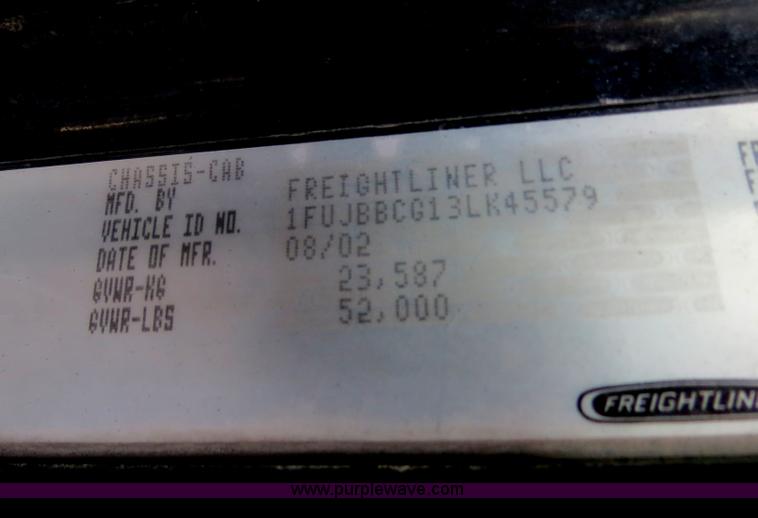 CHASSIS-CAB
MFD. BY FREIGHTLINER LLC
VEHICLE ID NO. 1FUJBBCG13LK45579
DATE OF MFR. 08/02
GVWR-KG 23,587
GVWR-LBS 52,000
FREIGHTLIN
www.purplewave.com